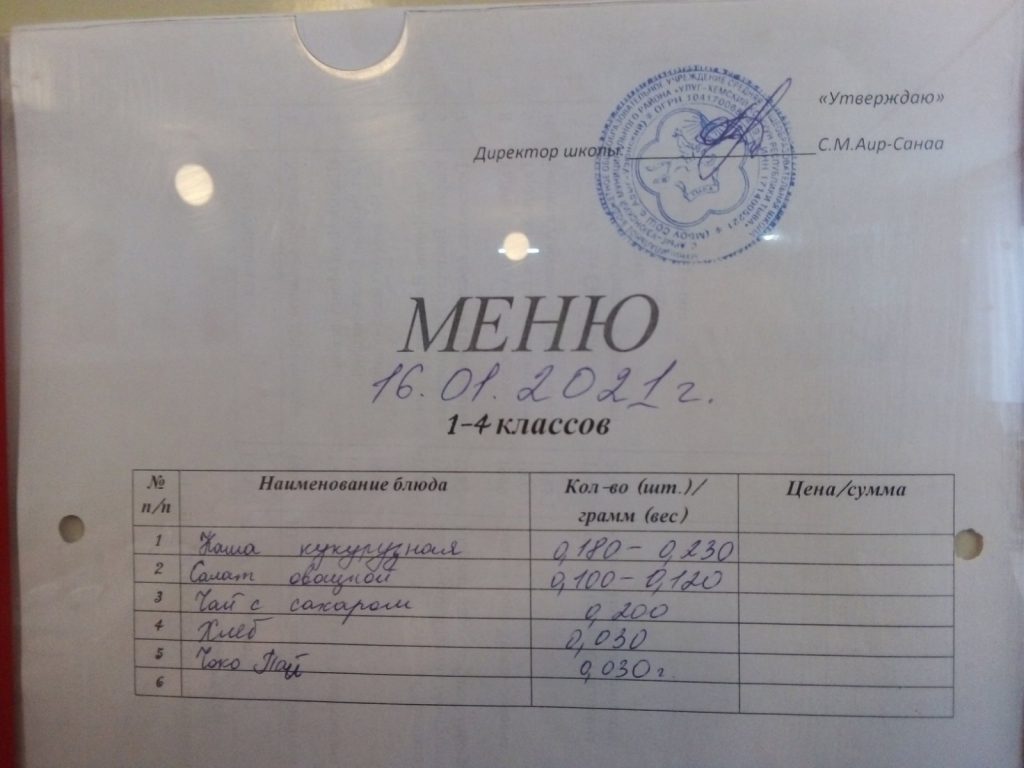 «Утверждаю»
Директор школы С.М.Аир-Санаа
МЕНЮ
16.01.2021г.
1-4 классов
№ п/п Наименование блюда Кол-во (шт.)/ грамм (вес) Цена/сумма
1 Каша кукурузная 0,180 - 0,230
2 Салат овощной 0,100 - 0,120
3 Чай с сахаром 0,200
4 Хлеб 0,030
5 Чоко Пай 0,030 г.
6